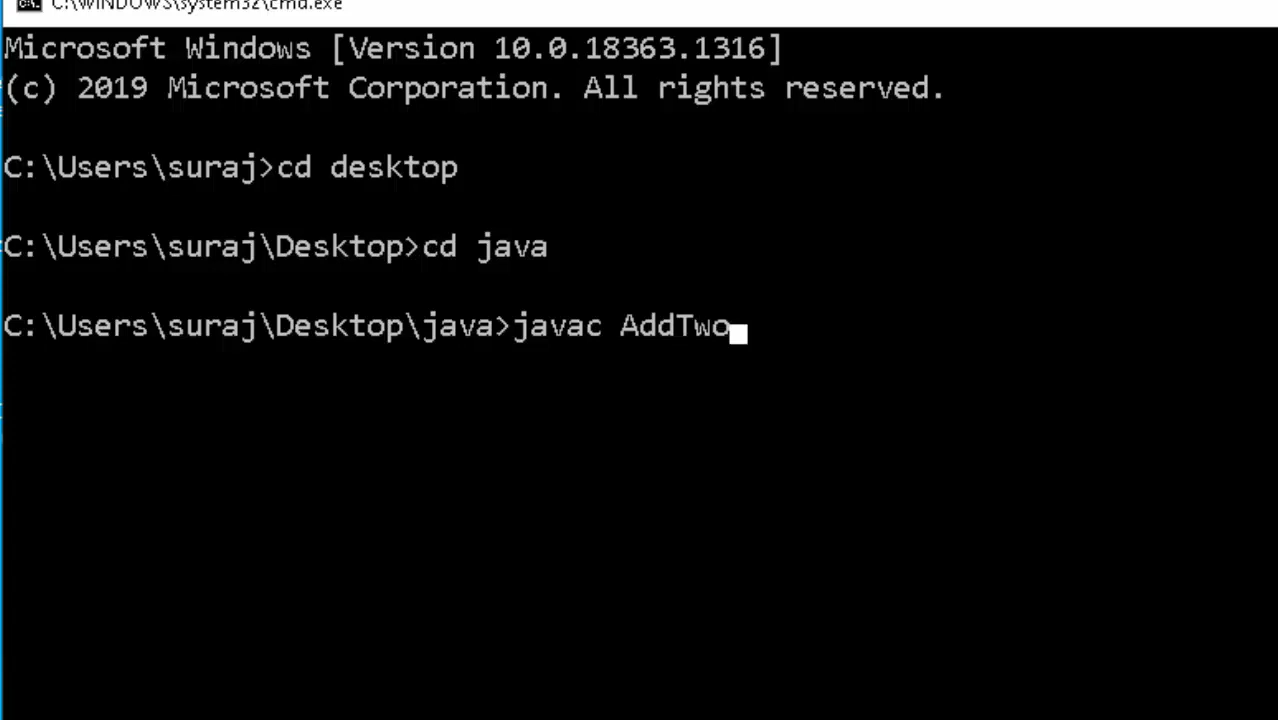 C:\WINDOWS\system32\cmd.exe
Microsoft Windows [Version 10.0.18363.1316]
(c) 2019 Microsoft Corporation. All rights reserved.
C:\Users\suraj>cd desktop
C:\Users\suraj\Desktop>cd java
C:\Users\suraj\Desktop\java>javac AddTwo